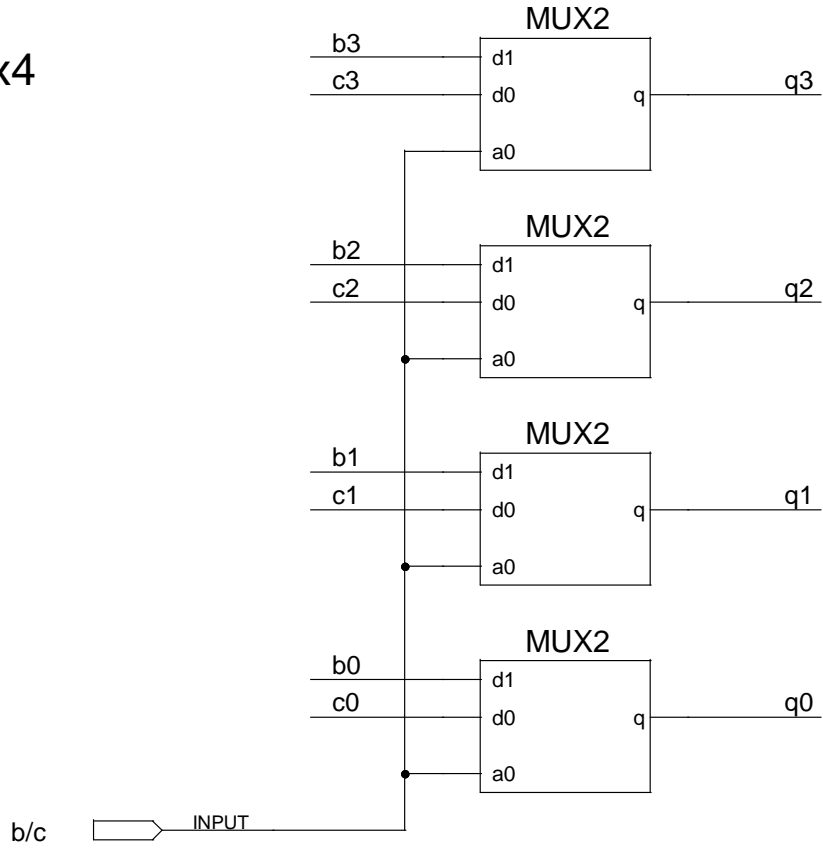 x4
MUX2
b3
d1
c3
d0
q
q3
a0
MUX2
b2
d1
c2
d0
q
q2
a0
MUX2
b1
d1
c1
d0
q
q1
a0
MUX2
b0
d1
c0
d0
q
q0
a0
b/c
INPUT